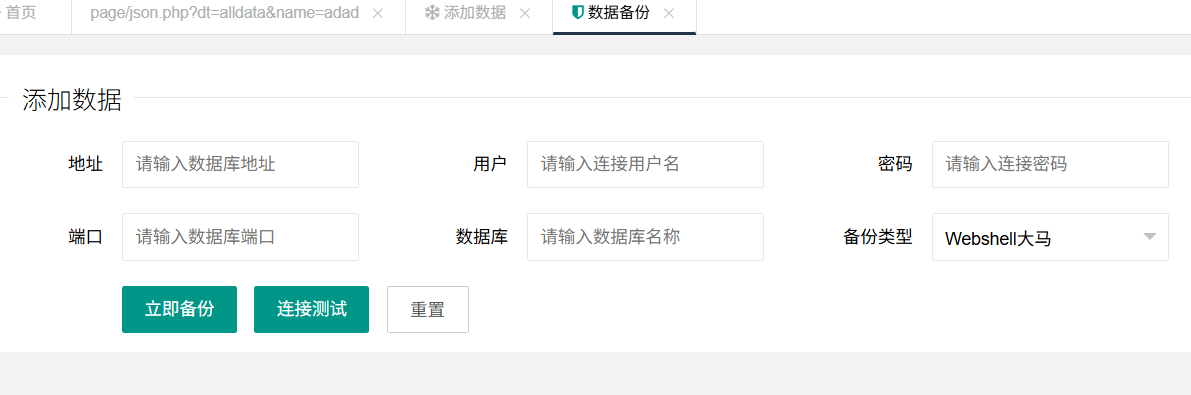 首页 page/json.php?dt=alldata&name=adad 添加数据 数据备份
添加数据
地址 请输入数据库地址 用户 请输入连接用户名 密码 请输入连接密码
端口 请输入数据库端口 数据库 请输入数据库名称 备份类型 Webshell大马
立即备份 连接测试 重置